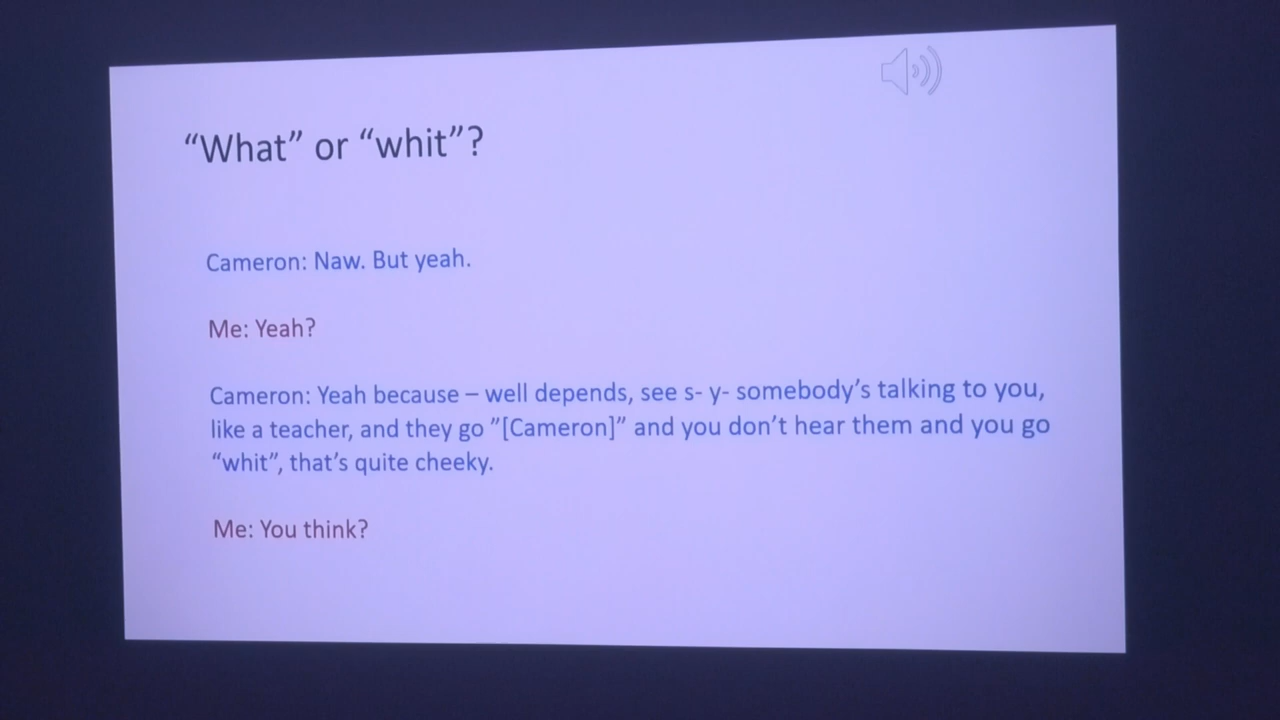 “What” or “whit”?
Cameron: Naw. But yeah.
Me: Yeah?
Cameron: Yeah because – well depends, see s- y- somebody’s talking to you,
like a teacher, and they go ”[Cameron]” and you don’t hear them and you go
“whit”, that’s quite cheeky.
Me: You think?